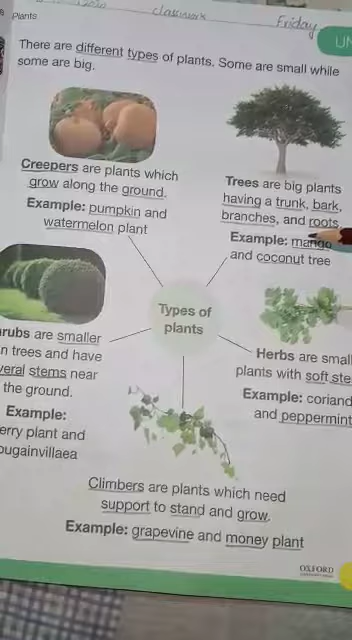 Plants
classwork
Friday
UN
There are different types of plants. Some are small while
some are big.
Creepers are plants which
grow along the ground.
Example: pumpkin and
watermelon plant
Trees are big plants
having a trunk, bark,
branches, and roots
Example: mango
and coconut tree
Types of
plants
rubs are smaller
n trees and have
veral stems near
the ground.
Example:
erry plant and
ougainvillaea
Herbs are small
plants with soft ste
Example: coriand
and peppermint
Climbers are plants which need
support to stand and grow.
Example: grapevine and money plant
OXFORD